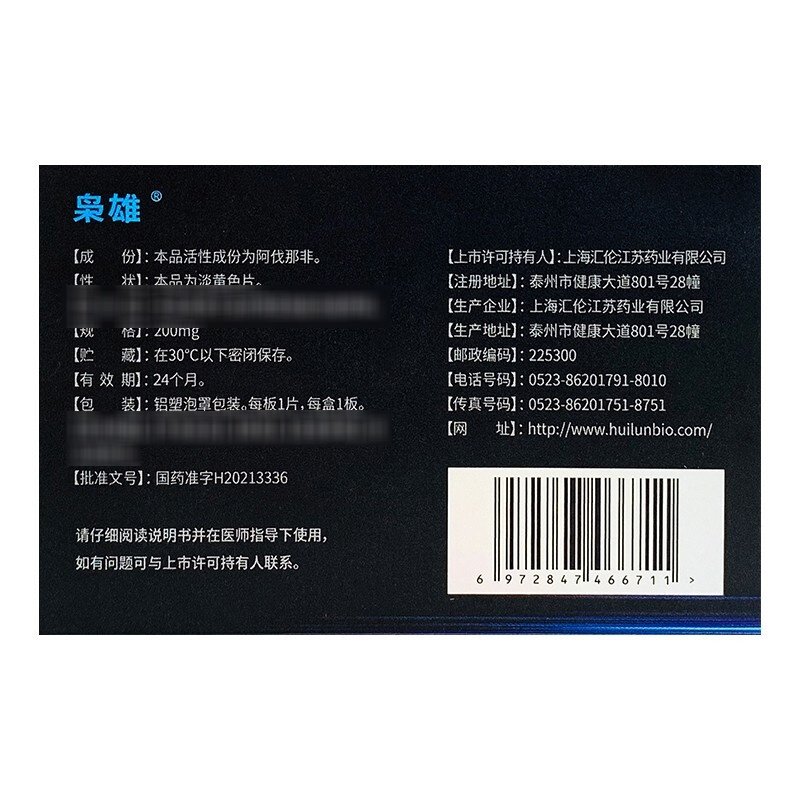 枭雄®
【成 份】：本品活性成份为阿伐那非。
【性 状】：本品为淡黄色片。
【规 格】：200mg
【贮 藏】：在30℃以下密闭保存。
【有 效 期】：24个月。
【包 装】：铝塑泡罩包装。每板1片，每盒1板。
【批准文号】：国药准字H20213336
请仔细阅读说明书并在医师指导下使用，
如有问题可与上市许可持有人联系。
【上市许可持有人】：上海汇伦江苏药业有限公司
【注册地址】：泰州市健康大道801号28幢
【生产企业】：上海汇伦江苏药业有限公司
【生产地址】：泰州市健康大道801号28幢
【邮政编码】：225300
【电话号码】：0523-86201791-8010
【传真号码】：0523-86201751-8751
【网 址】：http://www.huilunbio.com/
6 972847 466711 >